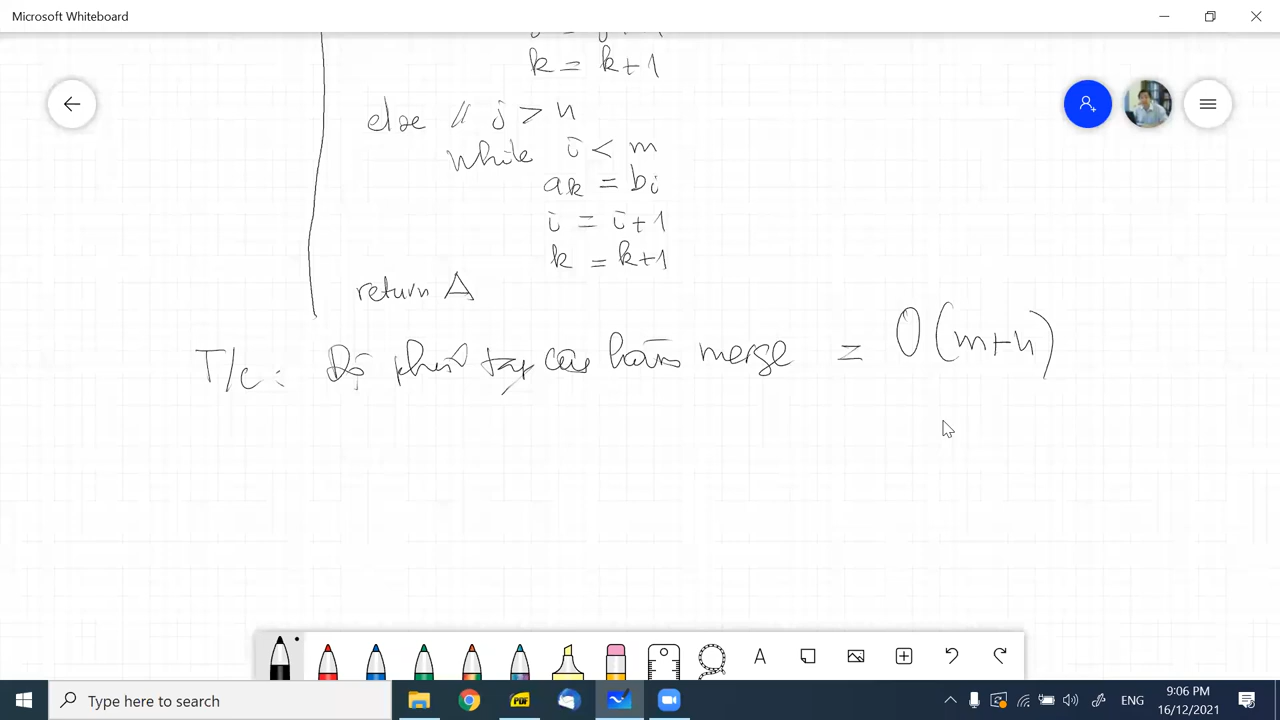 Microsoft Whiteboard
k = k+1
else // j > n
while i < m
ak = bi
i = i+1
k = k+1
return A
T/c: Độ phức tạp của hàm merge = O(m+n)
A
Type here to search
PDF
ENG
9:06 PM
16/12/2021